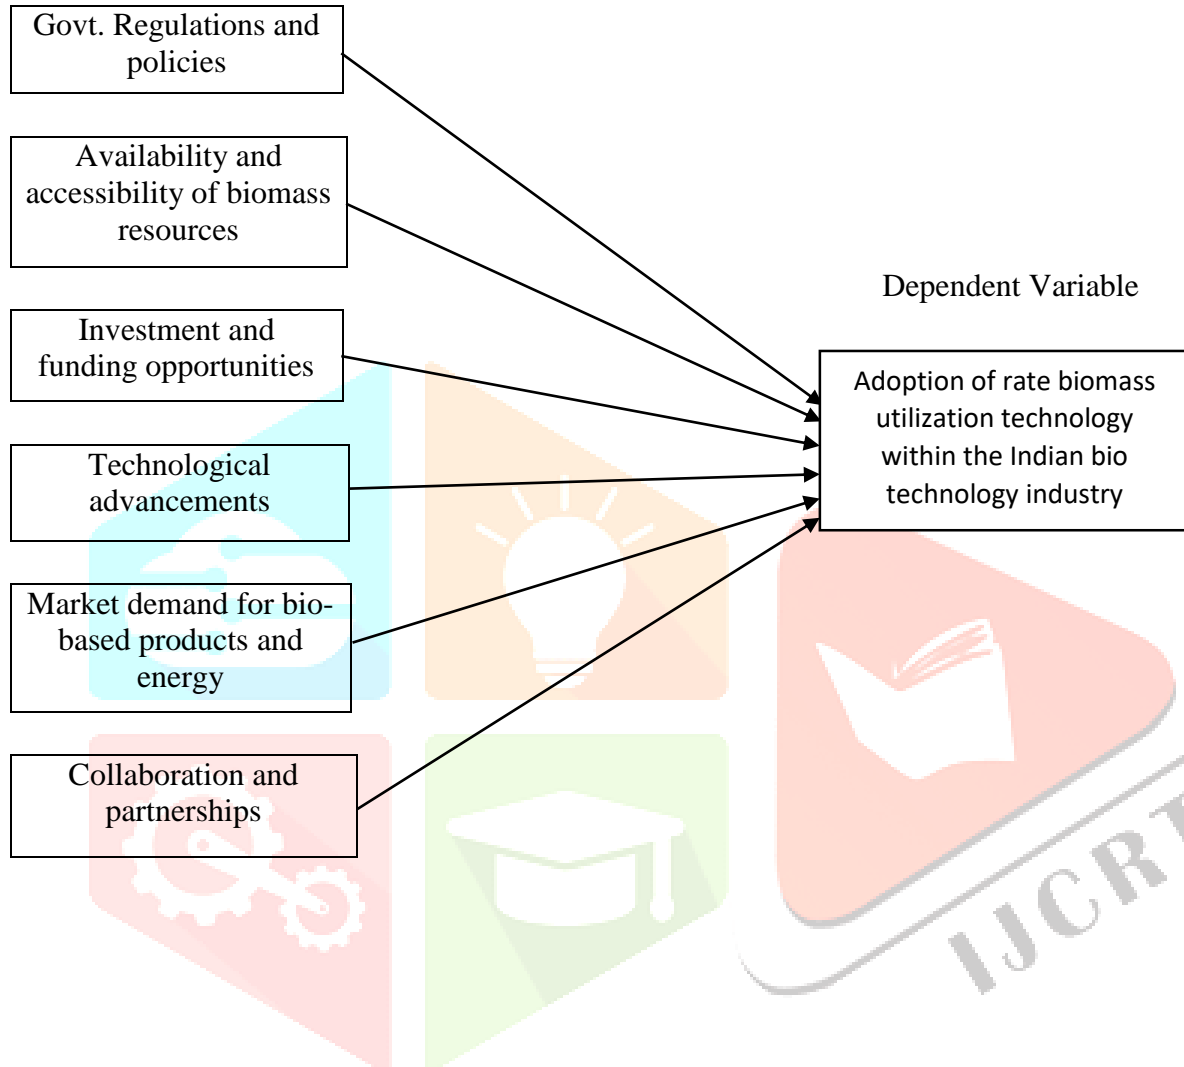 Govt. Regulations and
policies
Availability and
accessibility of biomass
resources
Investment and
funding opportunities
Technological
advancements
Market demand for bio-
based products and
energy
Collaboration and
partnerships
Dependent Variable
Adoption of rate biomass
utilization technology
within the Indian bio
technology industry
IJCRT